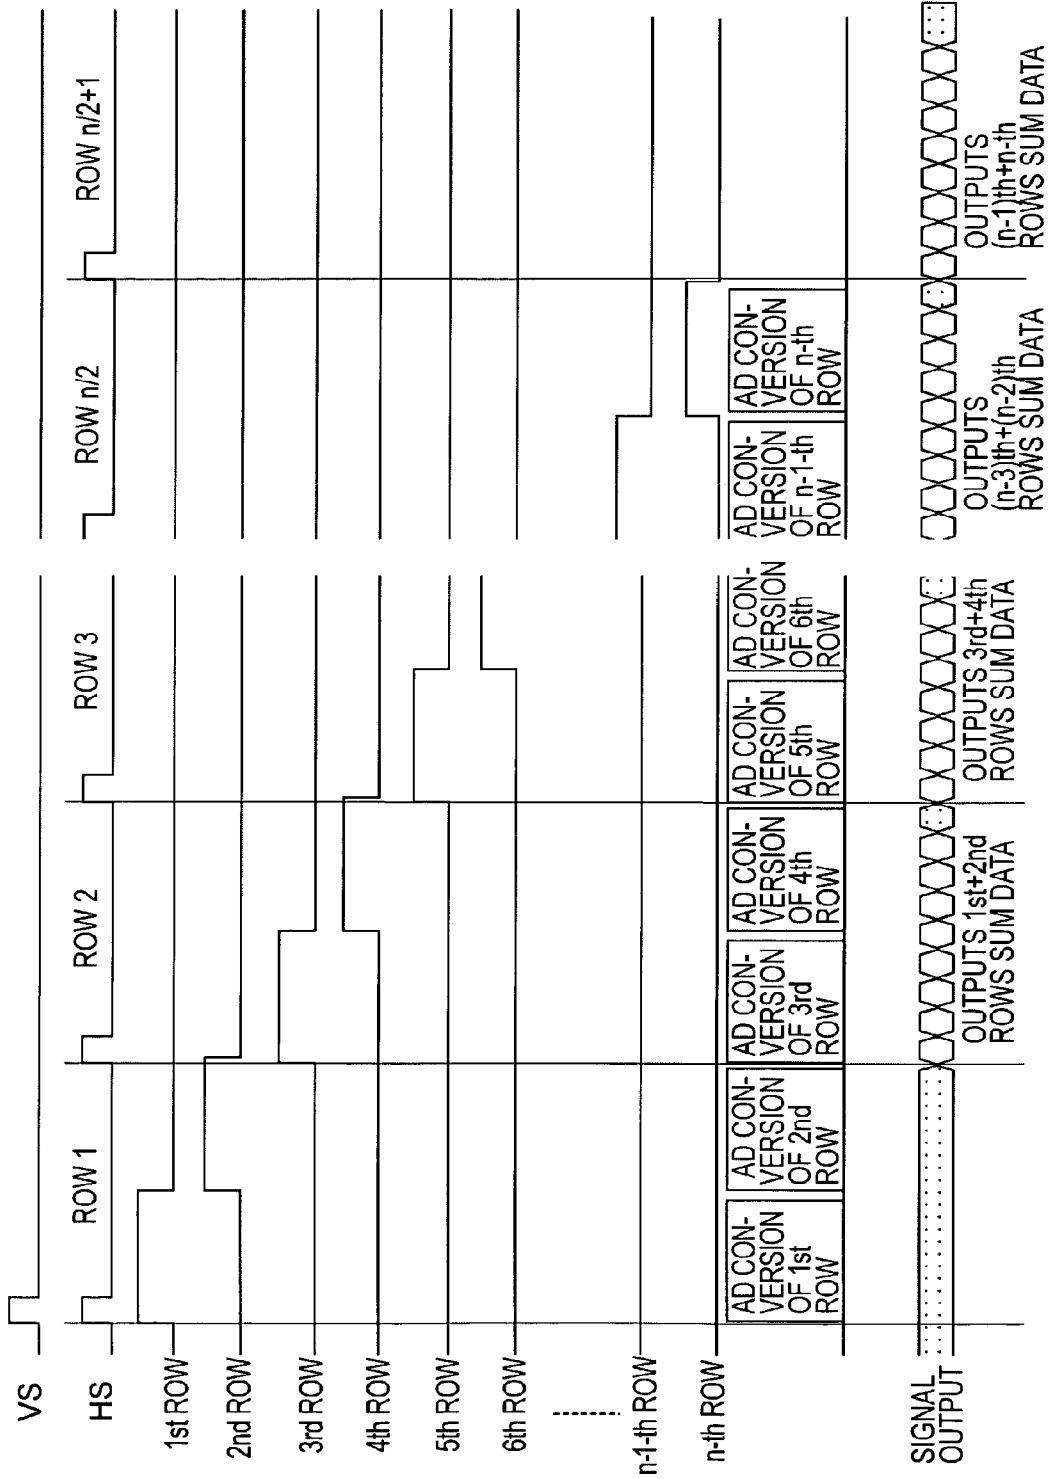 VS
HS
ROW 1
ROW 2
ROW 3
ROW n/2
ROW n/2+1
1st ROW
2nd ROW
3rd ROW
4th ROW
5th ROW
6th ROW
n-1-th ROW
n-th ROW
AD CON-
VERSION
OF 1st
ROW
AD CON-
VERSION
OF 2nd
ROW
AD CON-
VERSION
OF 3rd
ROW
AD CON-
VERSION
OF 4th
ROW
AD CON-
VERSION
OF 5th
ROW
AD CON-
VERSION
OF 6th
ROW
AD CON-
VERSION
OF n-1-th
ROW
AD CON-
VERSION
OF n-th
ROW
SIGNAL
OUTPUT
OUTPUTS 1st+2nd
ROWS SUM DATA
OUTPUTS 3rd+4th
ROWS SUM DATA
OUTPUTS
(n-3)th+(n-2)th
ROWS SUM DATA
OUTPUTS
(n-1)th+n-th
ROWS SUM DATA